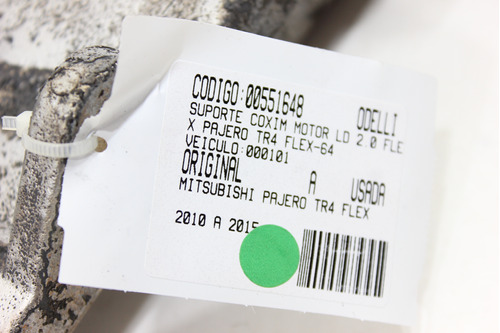 CODIGO:00551648 ODELLI
SUPORTE COXIM MOTOR LD 2.0 FLE
X PAJERO TR4 FLEX-64
VEICULO:000101
ORIGINAL A USADA
MITSUBISHI PAJERO TR4 FLEX
2010 A 2015